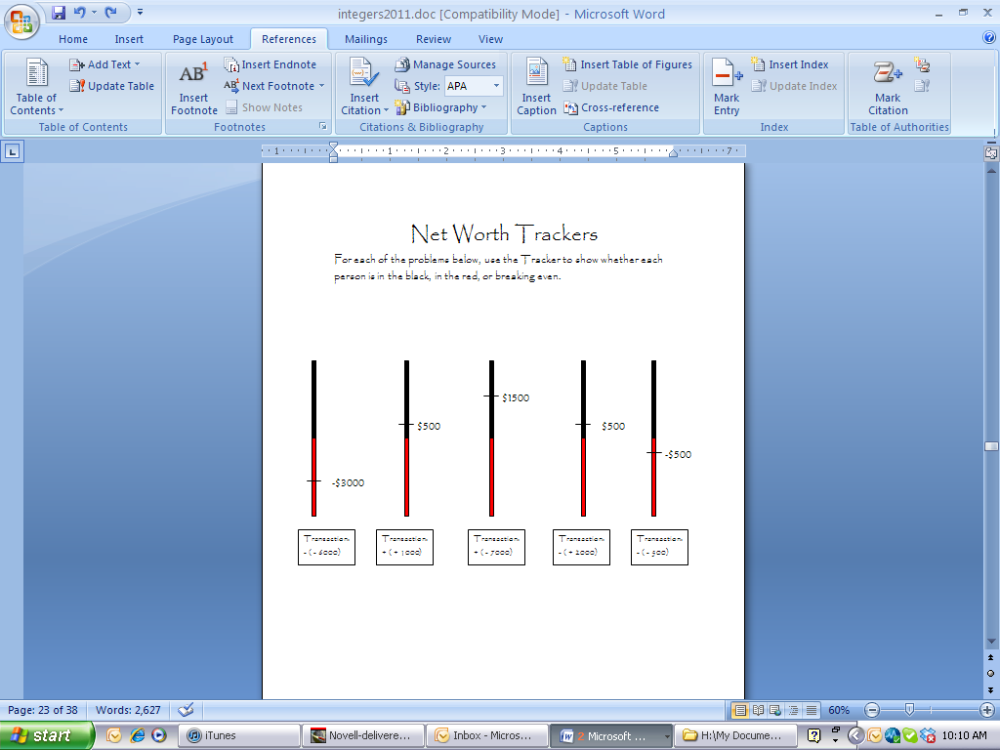 integers2011.doc [Compatibility Mode] - Microsoft Word
Home Insert Page Layout References Mailings Review View
Table of Contents
Add Text
Update Table
Table of Contents
AB1
Insert Footnote
Insert Endnote
AB1 Next Footnote
Show Notes
Footnotes
Insert Citation
Manage Sources
Style: APA
Bibliography
Citations & Bibliography
Insert Caption
Insert Table of Figures
Update Table
Cross-reference
Captions
Mark Entry
Insert Index
Update Index
Index
Mark Citation
Table of Authorities
1 1 2 3 4 5 7
Net Worth Trackers
For each of the problems below, use the Tracker to show whether each
person is in the black, in the red, or breaking even.
-$3000
$500
$1500
$500
-$500
Transaction:
- (- 6000)
Transaction:
+ (+ 1000)
Transaction:
+ (- 7000)
Transaction:
- (+ 2000)
Transaction:
- (- 500)
Page: 23 of 38 Words: 2,627 60%
start iTunes Novell-delivere... Inbox - Micros... 2 Microsoft ... H:\My Docume... 10:10 AM